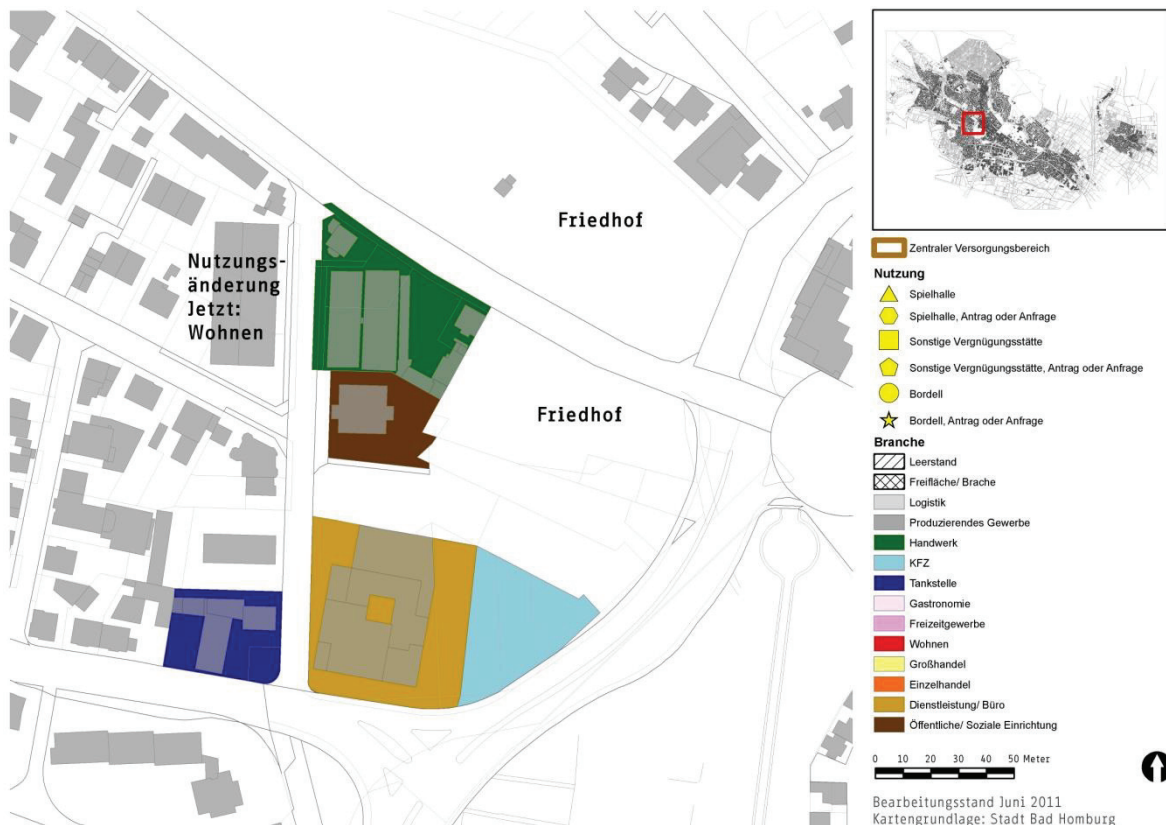 Friedhof
Nutzungs-
änderung
Jetzt:
Wohnen
Friedhof
Zentraler Versorgungsbereich
Nutzung
Spielhalle
Spielhalle, Antrag oder Anfrage
Sonstige Vergnügungsstätte
Sonstige Vergnügungsstätte, Antrag oder Anfrage
Bordell
Bordell, Antrag oder Anfrage
Branche
Leerstand
Freifläche/ Brache
Logistik
Produzierendes Gewerbe
Handwerk
KFZ
Tankstelle
Gastronomie
Freizeitgewerbe
Wohnen
Großhandel
Einzelhandel
Dienstleistung/ Büro
Öffentliche/ Soziale Einrichtung
0 10 20 30 40 50 Meter
Bearbeitungsstand Juni 2011
Kartengrundlage: Stadt Bad Homburg